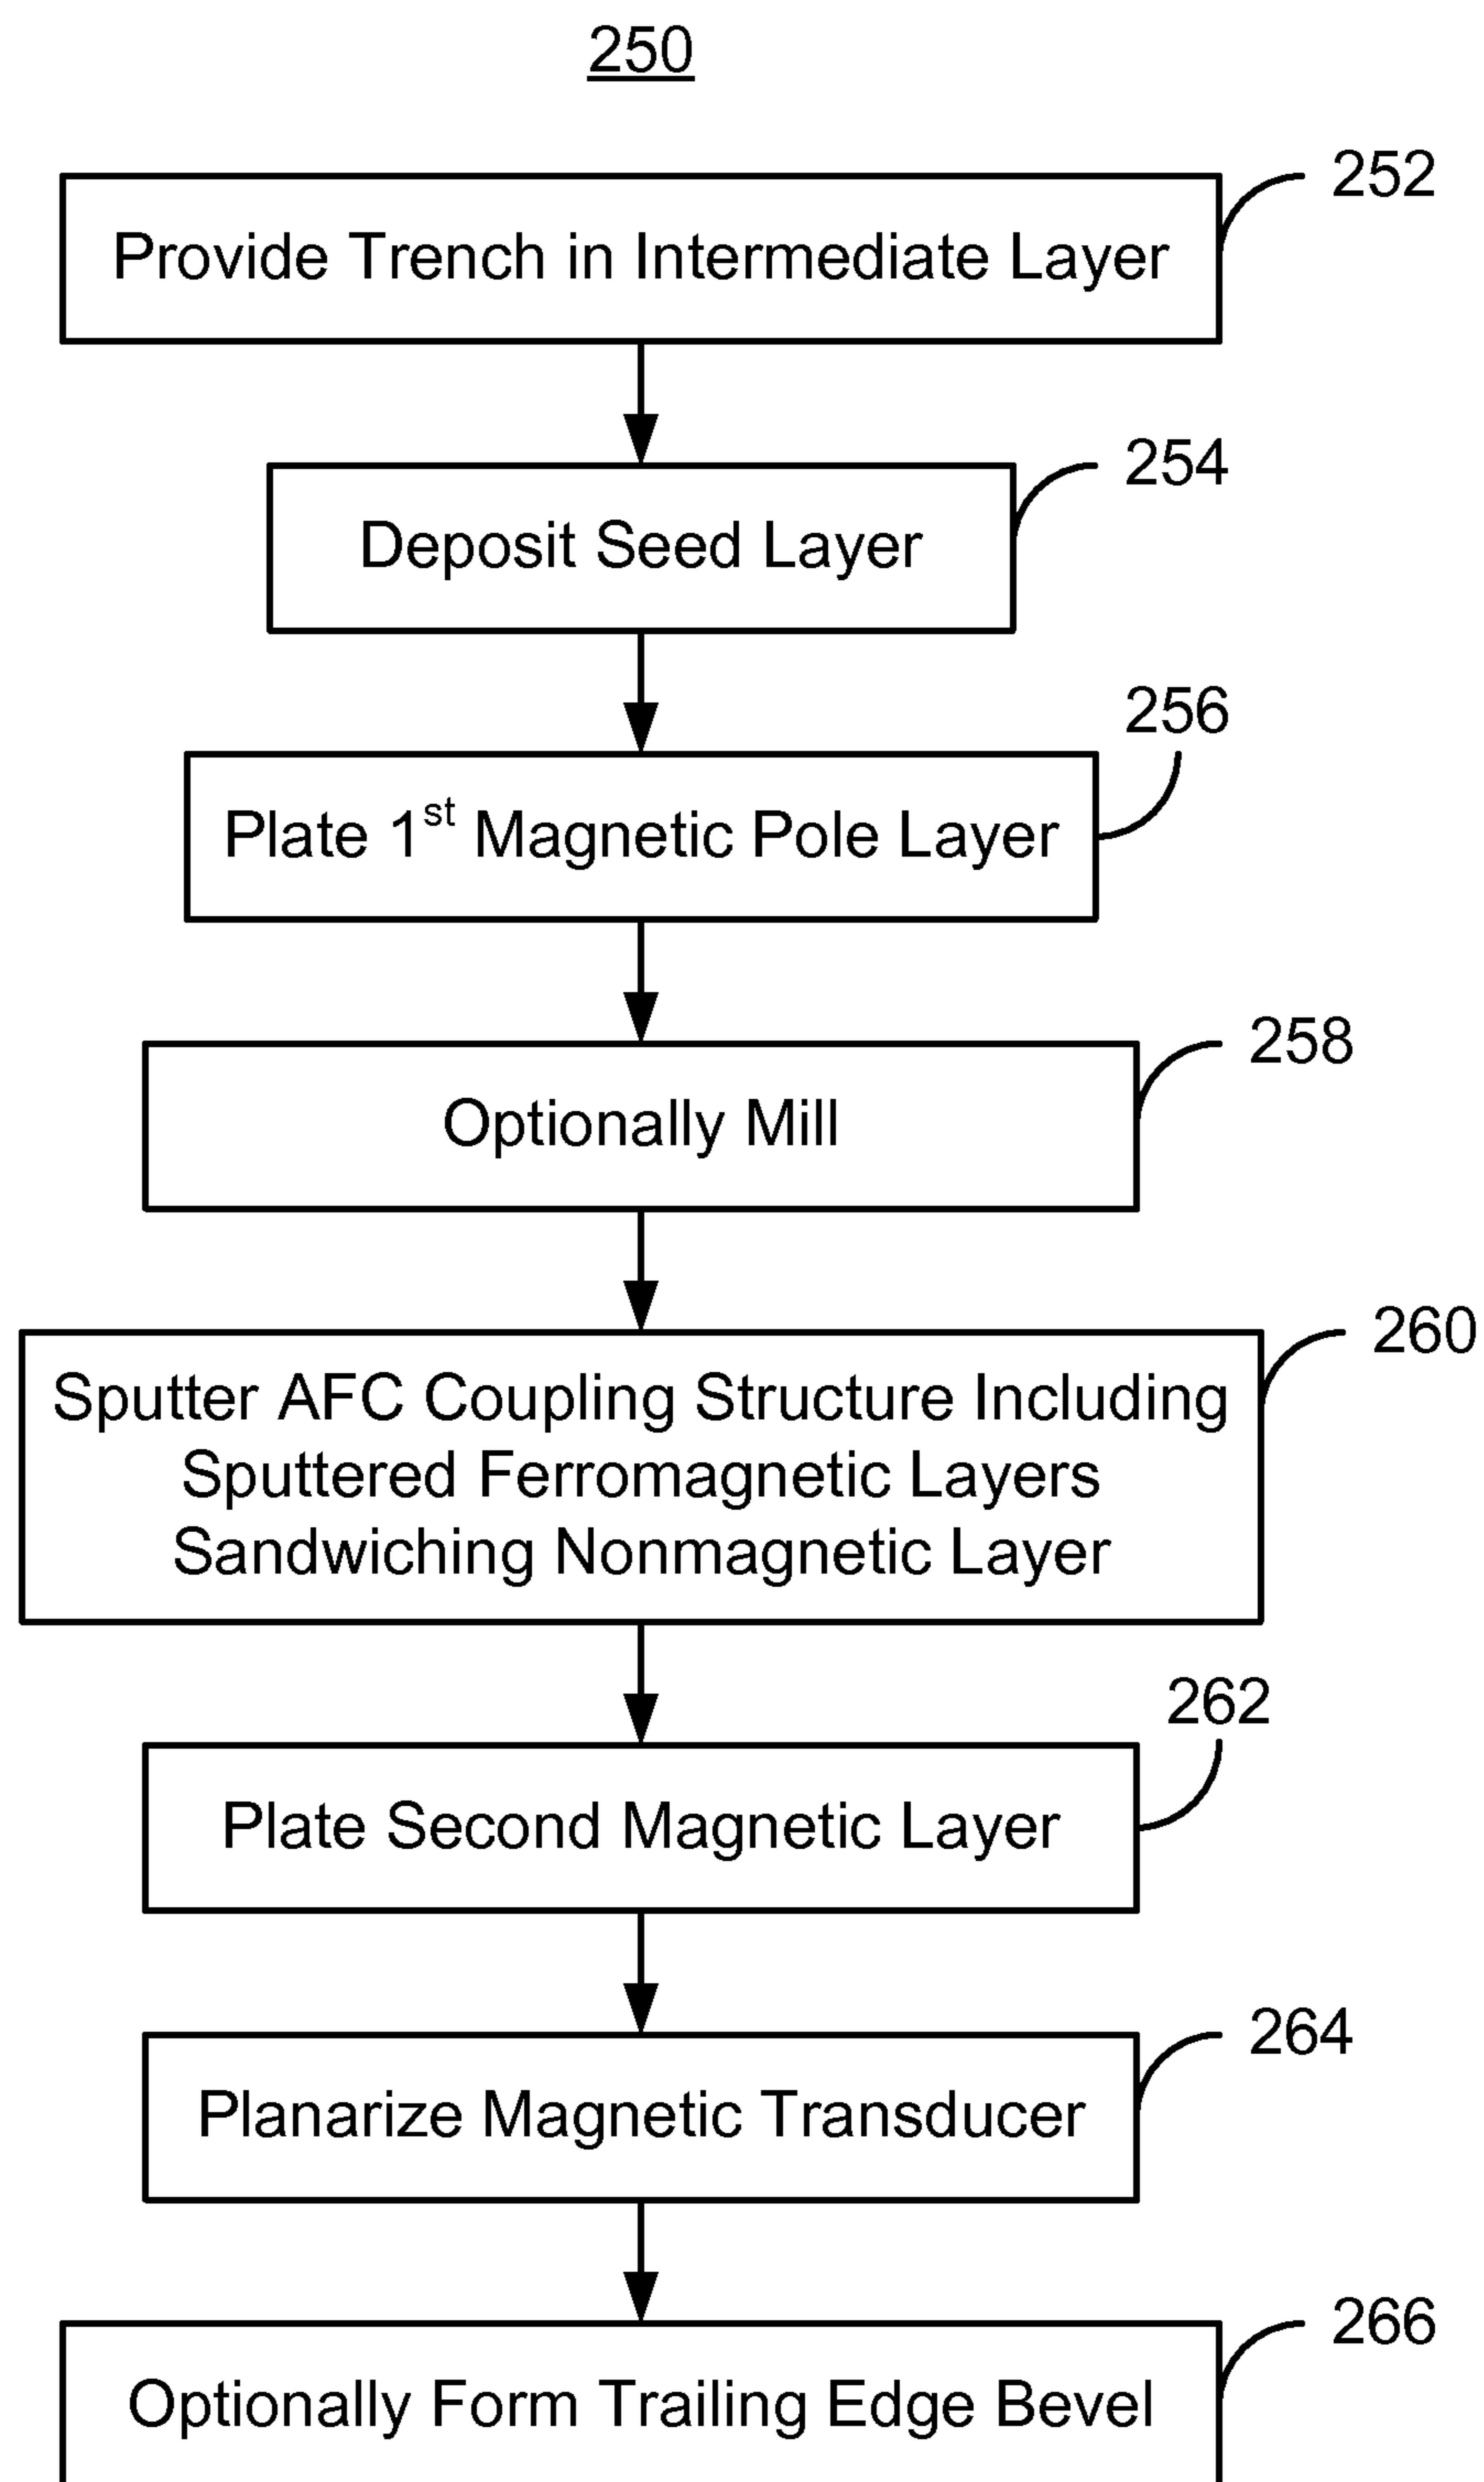 250
252
Provide Trench in Intermediate Layer
254
Deposit Seed Layer
256
Plate 1st Magnetic Pole Layer
258
Optionally Mill
260
Sputter AFC Coupling Structure Including
Sputtered Ferromagnetic Layers
Sandwiching Nonmagnetic Layer
262
Plate Second Magnetic Layer
264
Planarize Magnetic Transducer
266
Optionally Form Trailing Edge Bevel